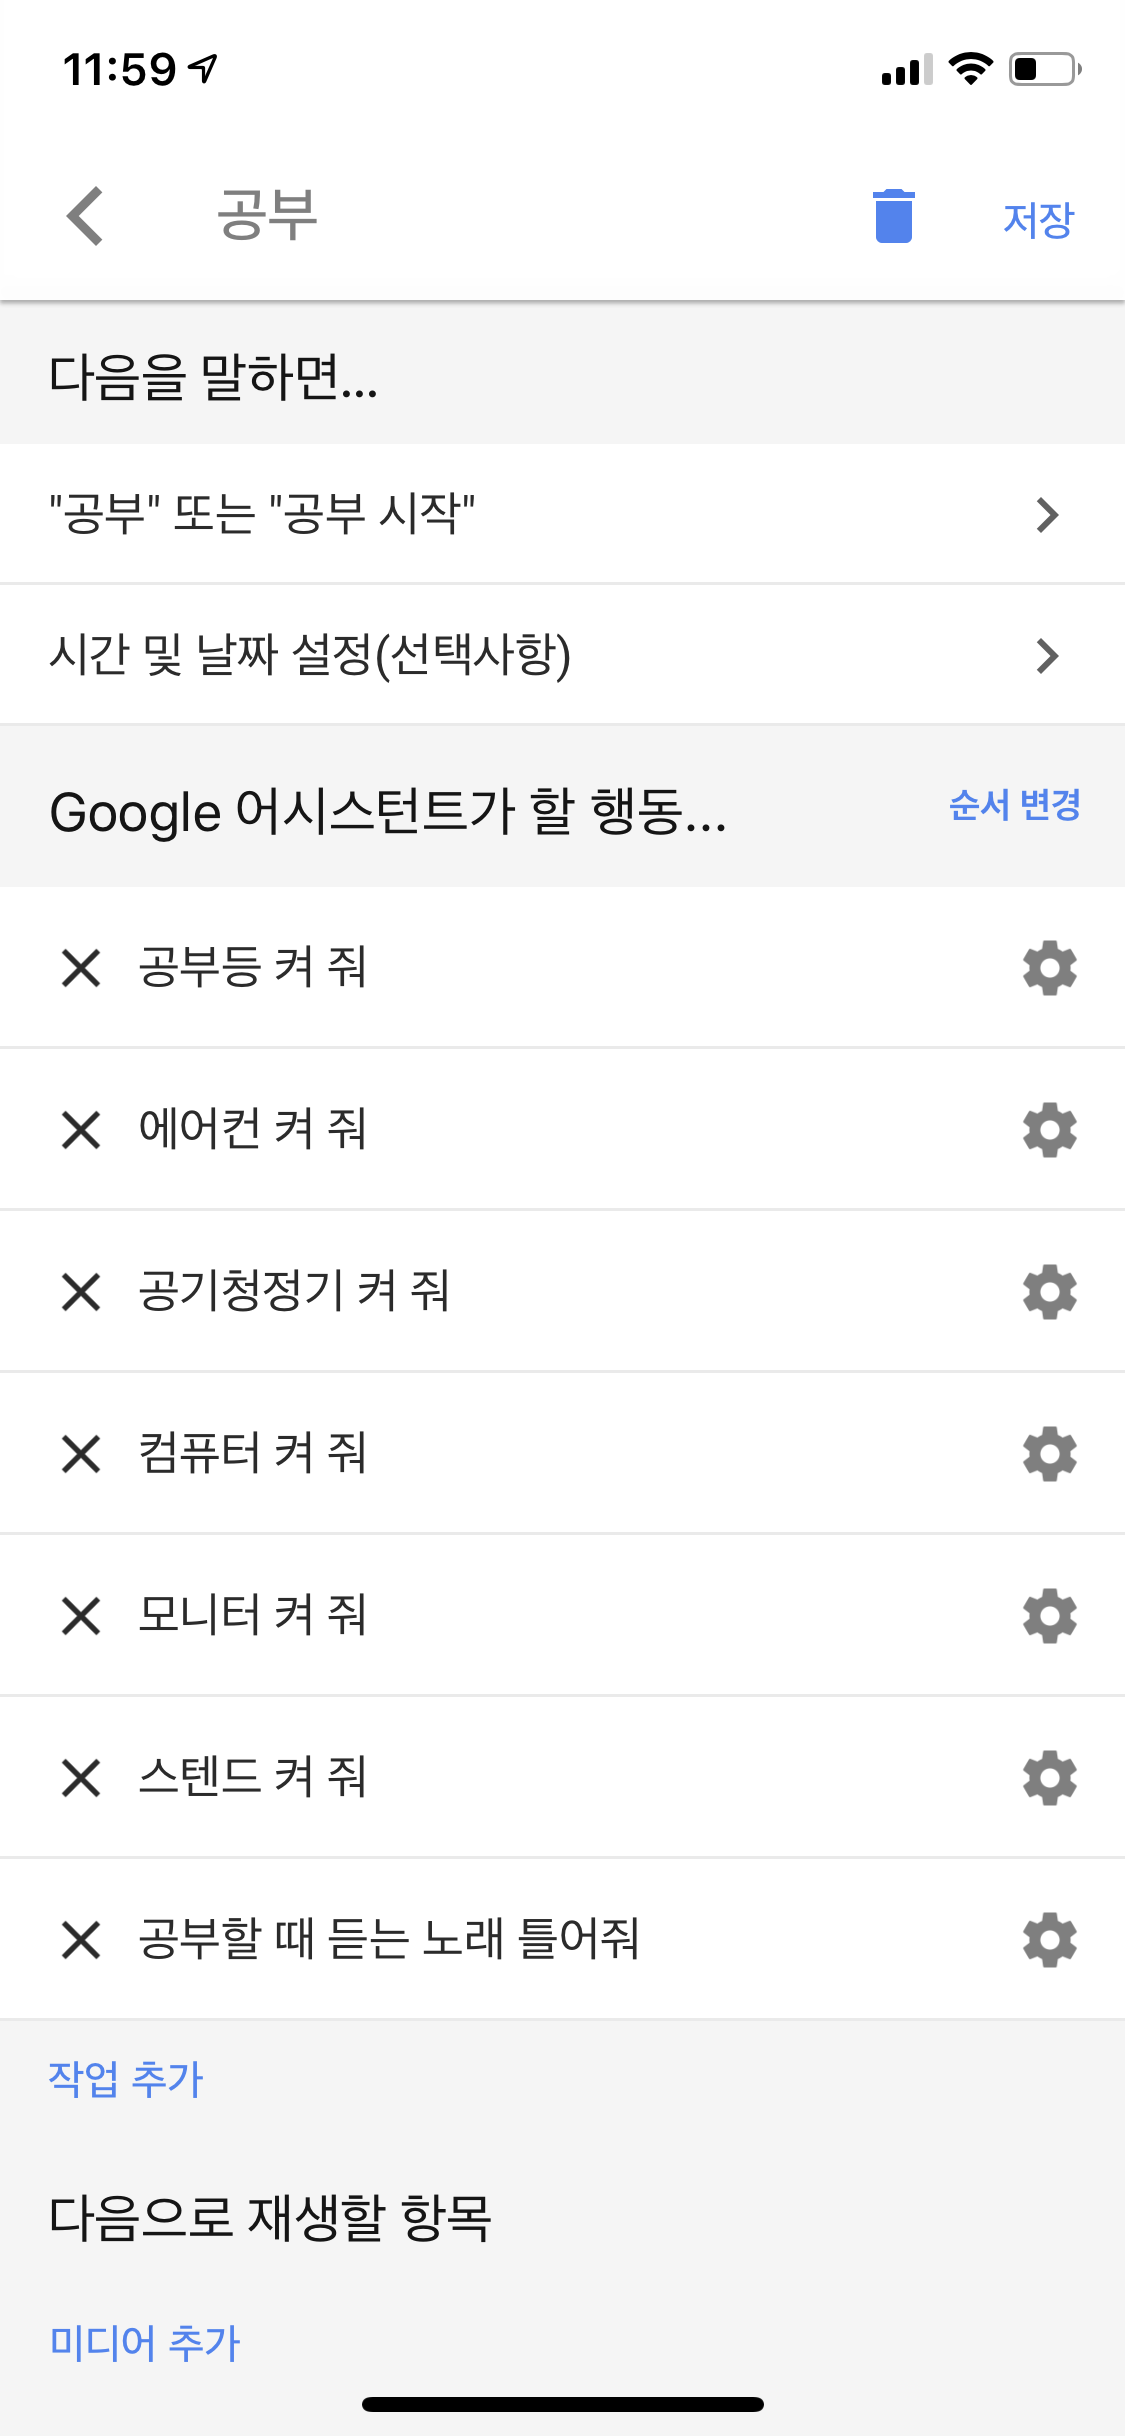 11:59
공부
저장
다음을 말하면...
"공부" 또는 "공부 시작"
시간 및 날짜 설정(선택사항)
Google 어시스턴트가 할 행동...
순서 변경
공부등 켜 줘
에어컨 켜 줘
공기청정기 켜 줘
컴퓨터 켜 줘
모니터 켜 줘
스텐드 켜 줘
공부할 때 듣는 노래 틀어줘
작업 추가
다음으로 재생할 항목
미디어 추가